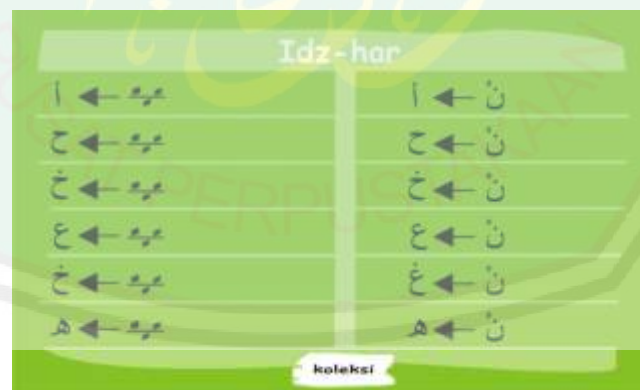 Idz-har
نْ ← أ ـًـٍ ← أ
نْ ← ح ـًـٍ ← ح
نْ ← خ ـًـٍ ← خ
نْ ← ع ـًـٍ ← ع
نْ ← غ ـًـٍ ← خ
نْ ← ه ـًـٍ ← ه
koleksi